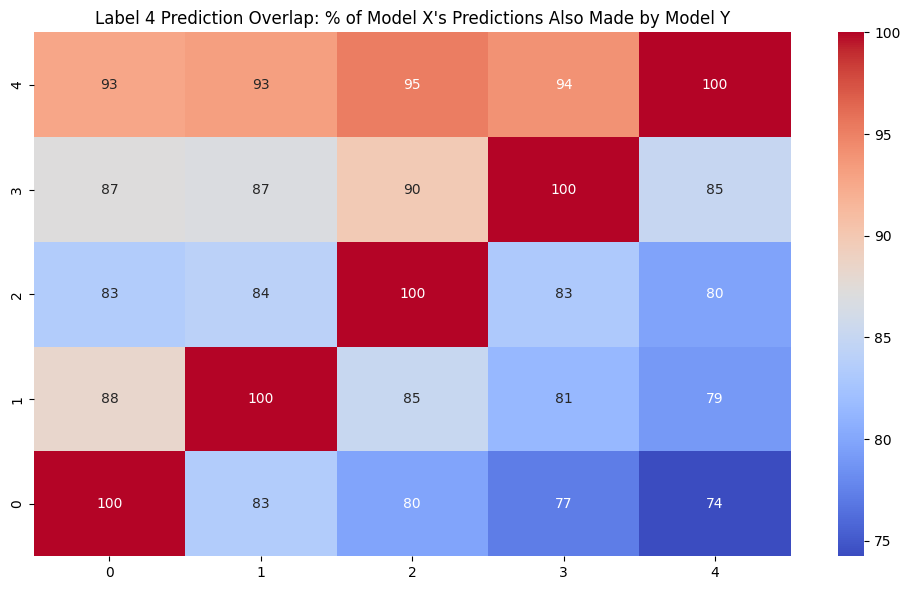 Label 4 Prediction Overlap: % of Model X's Predictions Also Made by Model Y
4 93 93 95 94 100
3 87 87 90 100 85
2 83 84 100 83 80
1 88 100 85 81 79
0 100 83 80 77 74
0 1 2 3 4
100
95
90
85
80
75